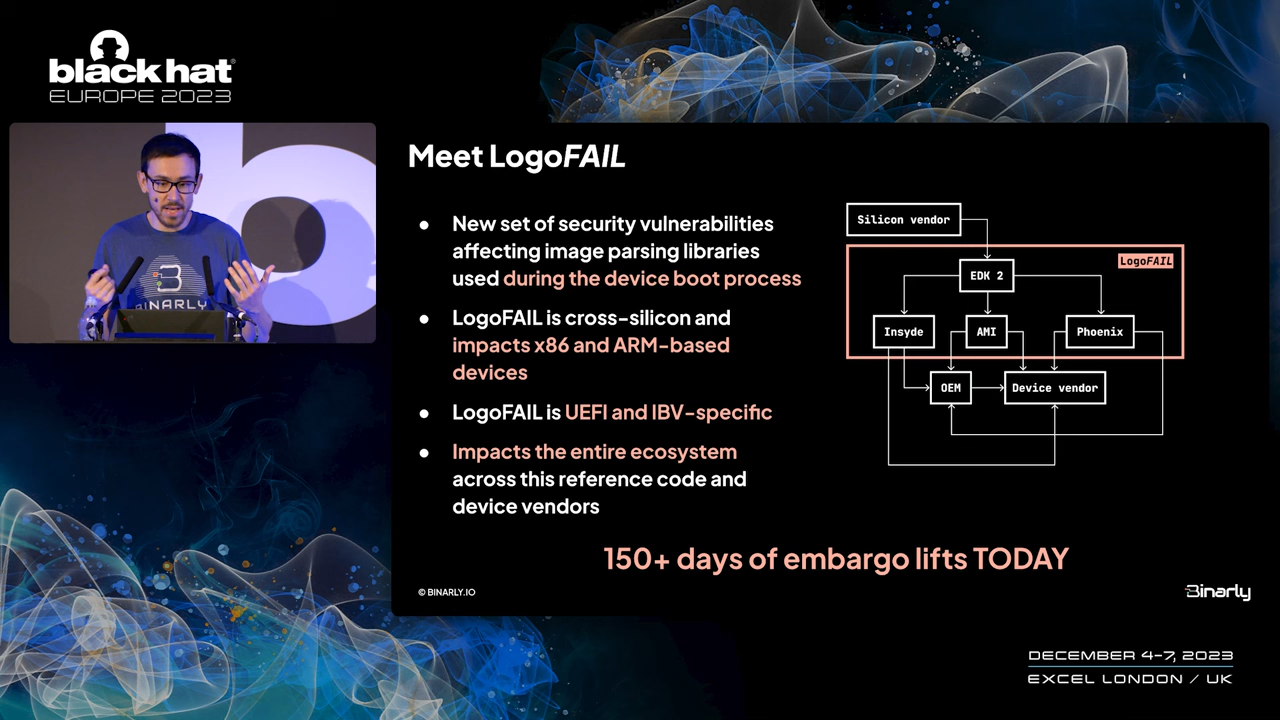 black hat
EUROPE 2023
BINARLY
Meet LogoFAIL
● New set of security vulnerabilities
affecting image parsing libraries
used during the device boot process
● LogoFAIL is cross-silicon and
impacts x86 and ARM-based
devices
● LogoFAIL is UEFI and IBV-specific
● Impacts the entire ecosystem
across this reference code and
device vendors
Silicon vendor
LogoFAIL
EDK 2
Insyde
AMI
Phoenix
OEM
Device vendor
150+ days of embargo lifts TODAY
© BINARLY.IO
Binarly
DECEMBER 4-7, 2023
EXCEL LONDON / UK